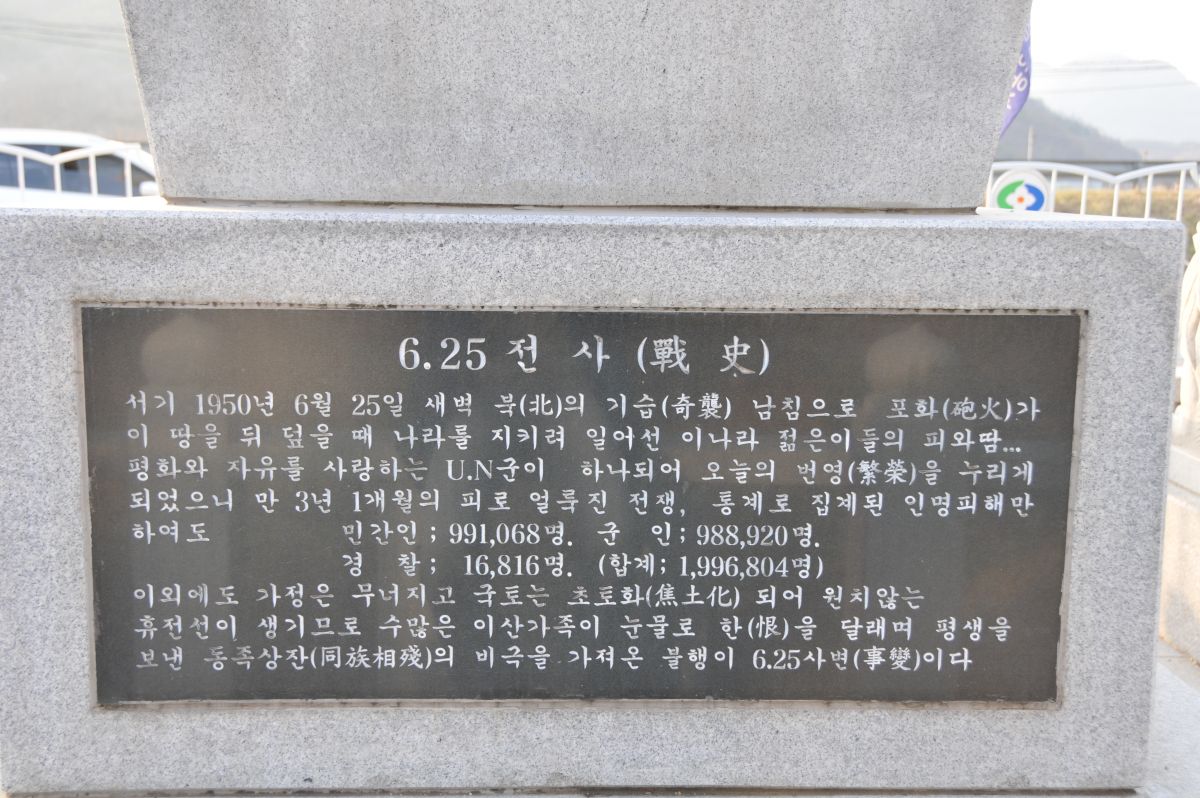 6.25 전 사 (戰 史)
서기 1950년 6월 25일 새벽 북(北)의 기습(奇襲) 남침으로 포화(砲火)가
이 땅을 뒤 덮을 때 나라를 지키려 일어선 이나라 젊은이들의 피와땀...
평화와 자유를 사랑하는 U.N군이 하나되어 오늘의 번영(繁榮)을 누리게
되었으니 만 3년 1개월의 피로 얼룩진 전쟁, 통계로 집계된 인명피해만
하여도 민간인 ; 991,068명. 군 인 ; 988,920명.
경 찰 ; 16,816명. (합계; 1,996,804명)
이외에도 가정은 무너지고 국토는 초토화(焦土化) 되어 원치않는
휴전선이 생기므로 수많은 이산가족이 눈물로 한(恨)을 달래며 평생을
보낸 동족상잔(同族相殘)의 비극을 가져온 불행이 6.25사변(事變)이다